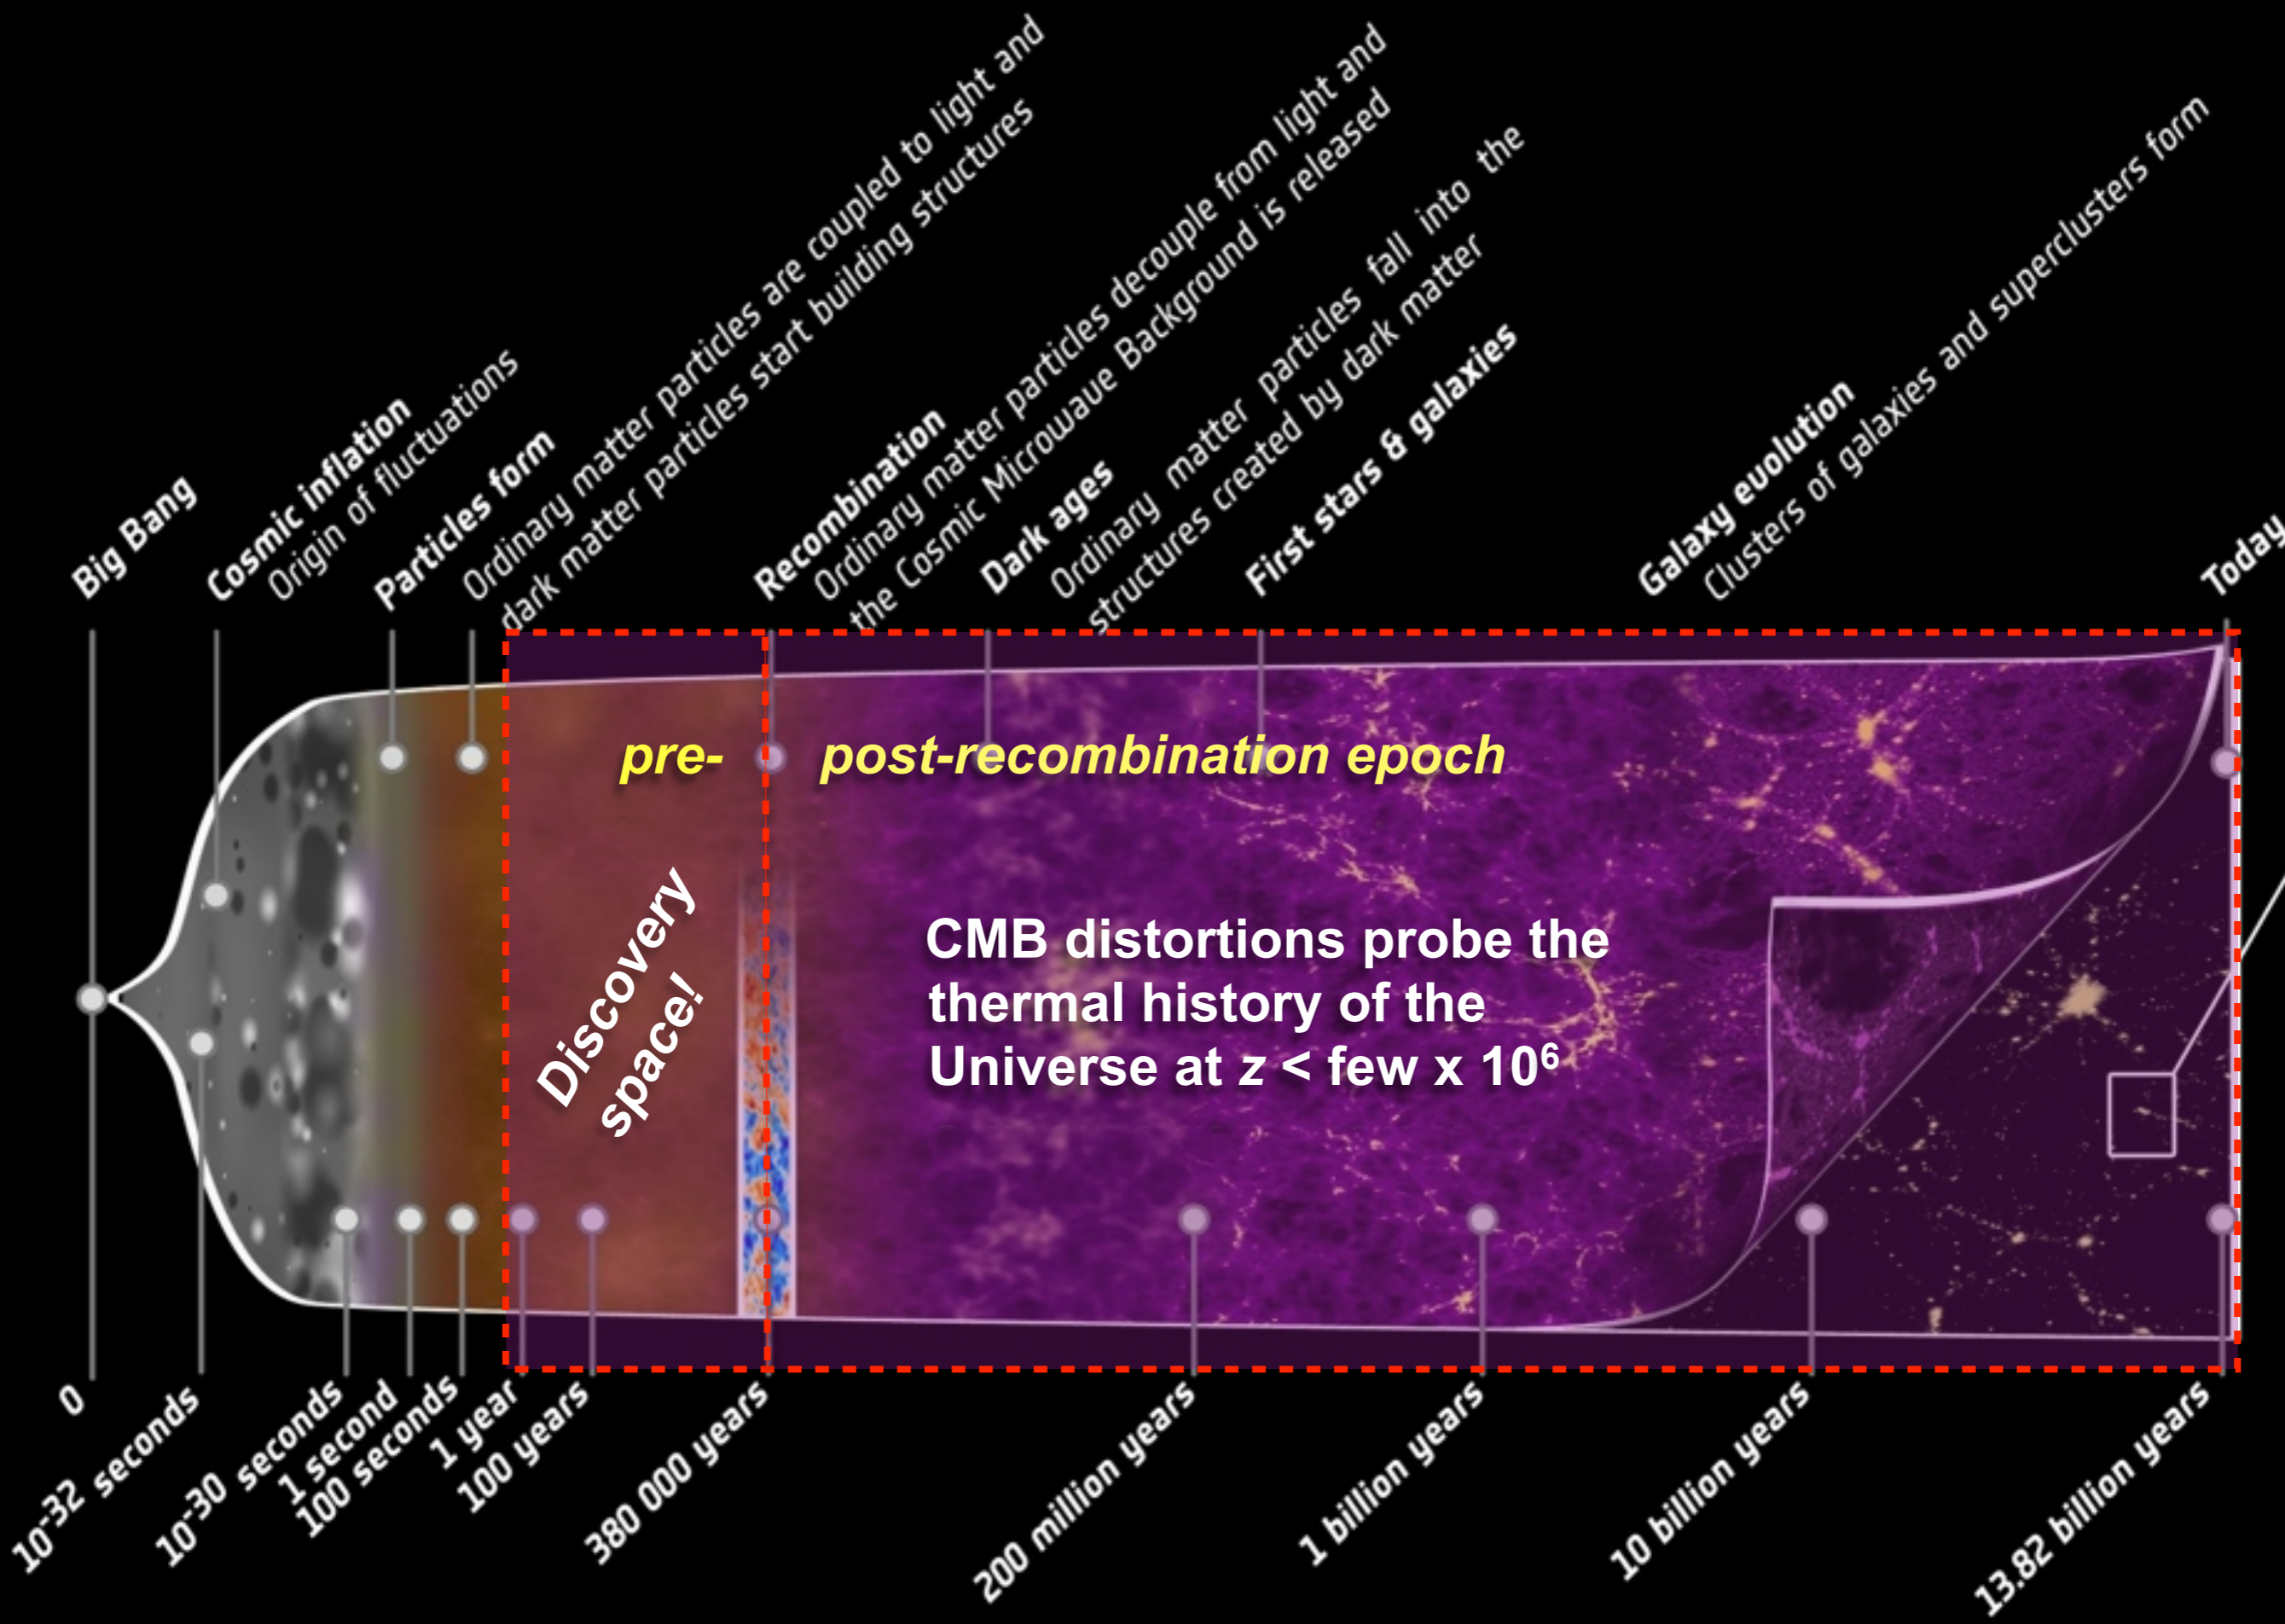 Big Bang
Cosmic inflation
Origin of fluctuations
Particles form
Ordinary matter particles are coupled to light and
dark matter particles start building structures
Recombination
Ordinary matter particles decouple from light and
the Cosmic Microwave Background is released
Dark ages
Ordinary matter particles fall into the
structures created by dark matter
First stars & galaxies
Galaxy evolution
Clusters of galaxies and superclusters form
Today
pre-
post-recombination epoch
Discovery
space!
CMB distortions probe the
thermal history of the
Universe at z < few x 10⁶
0
10⁻³² seconds
10⁻³⁰ seconds
1 second
100 seconds
1 year
100 years
380 000 years
200 million years
1 billion years
10 billion years
13.82 billion years